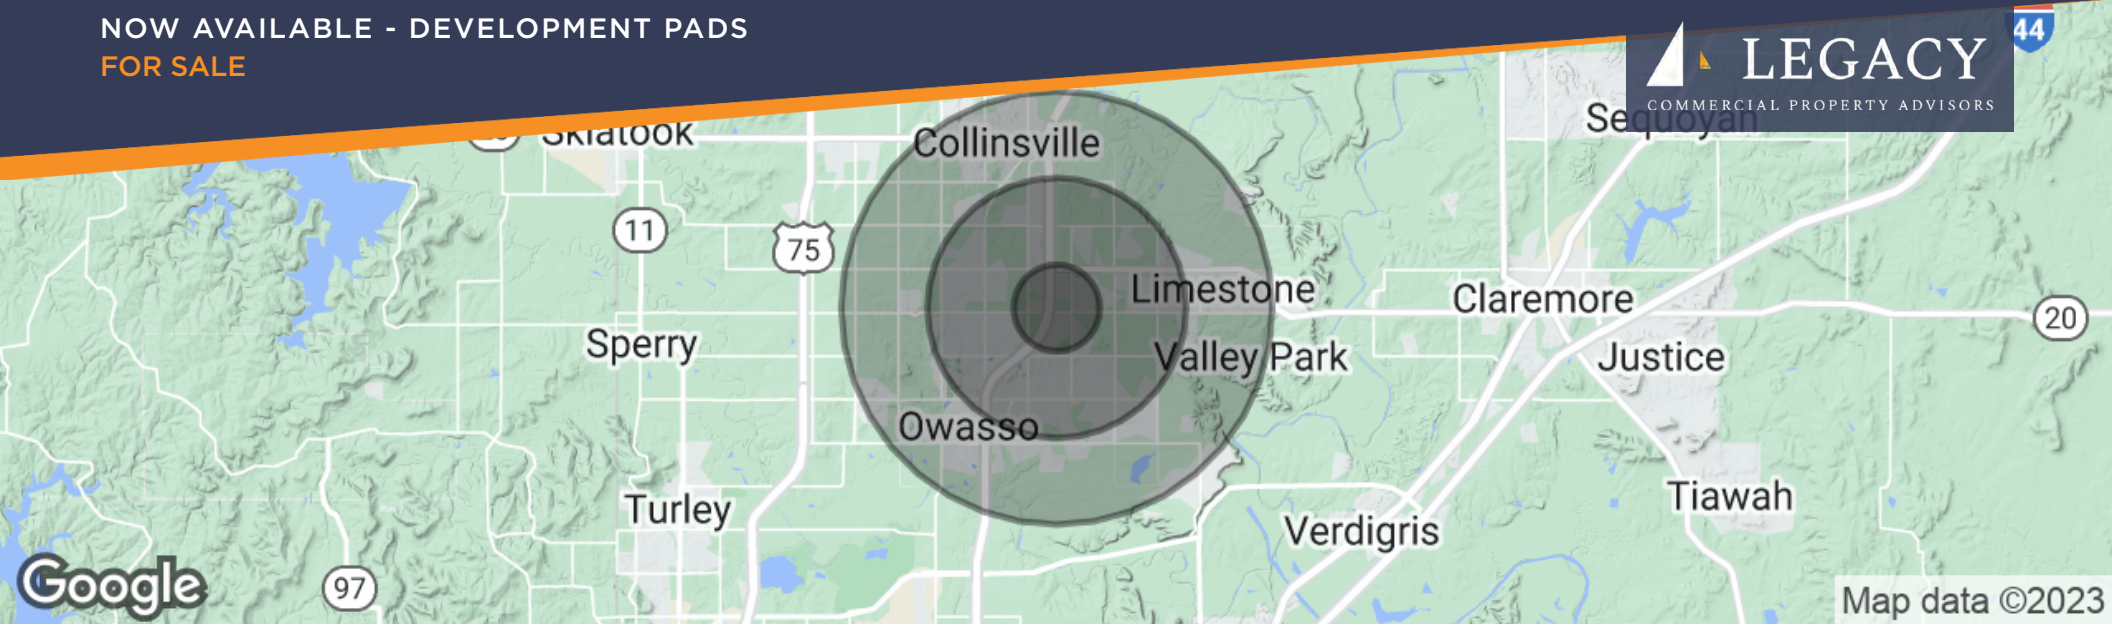 NOW AVAILABLE - DEVELOPMENT PADS
FOR SALE
LEGACY
COMMERCIAL PROPERTY ADVISORS
44
Skiatook
Collinsville
Sequoyah
11
75
Limestone
Claremore
20
Sperry
Valley Park
Justice
Owasso
Turley
Tiawah
Verdigris
97
Google
Map data ©2023